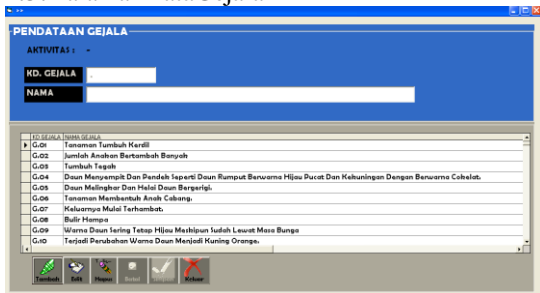 PENDATAAN GEJALA
AKTIVITAS : -
KD. GEJALA
NAMA
KD GEJALA NAMA GEJALA
G.01 Tanaman Tumbuh Kerdil
G.02 Jumlah Anakan Bertambah Banyak
G.03 Tumbuh Tegak
G.04 Daun Menyempit Dan Pendek Seperti Daun Rumput Berwarna Hijau Pucat Dan Kekuningan Dengan Berwarna Cokelat.
G.05 Daun Melingkar Dan Helai Daun Bergerigi.
G.06 Tanaman Membentuk Anak Cabang.
G.07 Keluarnya Mulai Terhambat.
G.08 Bulir Hampa
G.09 Warna Daun Sering Tetap Hijau Meskipun Sudah Lewat Masa Bunga
G.10 Terjadi Perubahan Warna Daun Menjadi Kuning Orange.
Tambah Edit Hapus Batal Simpan Keluar